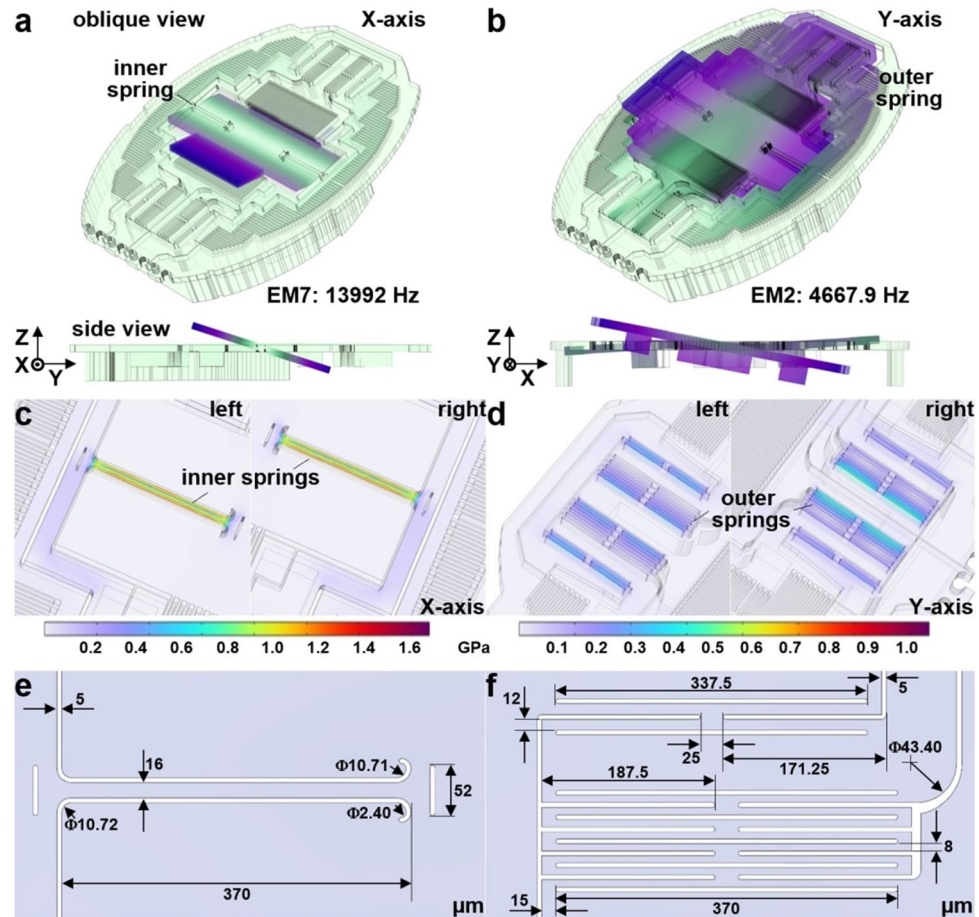 a
oblique view
X-axis
inner
spring
EM7: 13992 Hz
side view
Z
X
Y
b
Y-axis
outer
spring
EM2: 4667.9 Hz
Z
Y
X
c
left
right
inner springs
X-axis
0.2 0.4 0.6 0.8 1.0 1.2 1.4 1.6 GPa
d
left
right
outer
springs
Y-axis
0.1 0.2 0.3 0.4 0.5 0.6 0.7 0.8 0.9 1.0
e
5
16
Φ10.71
52
Φ10.72
Φ2.40
370
µm
f
337.5
5
12
25
Φ43.40
187.5
171.25
8
15
370
µm